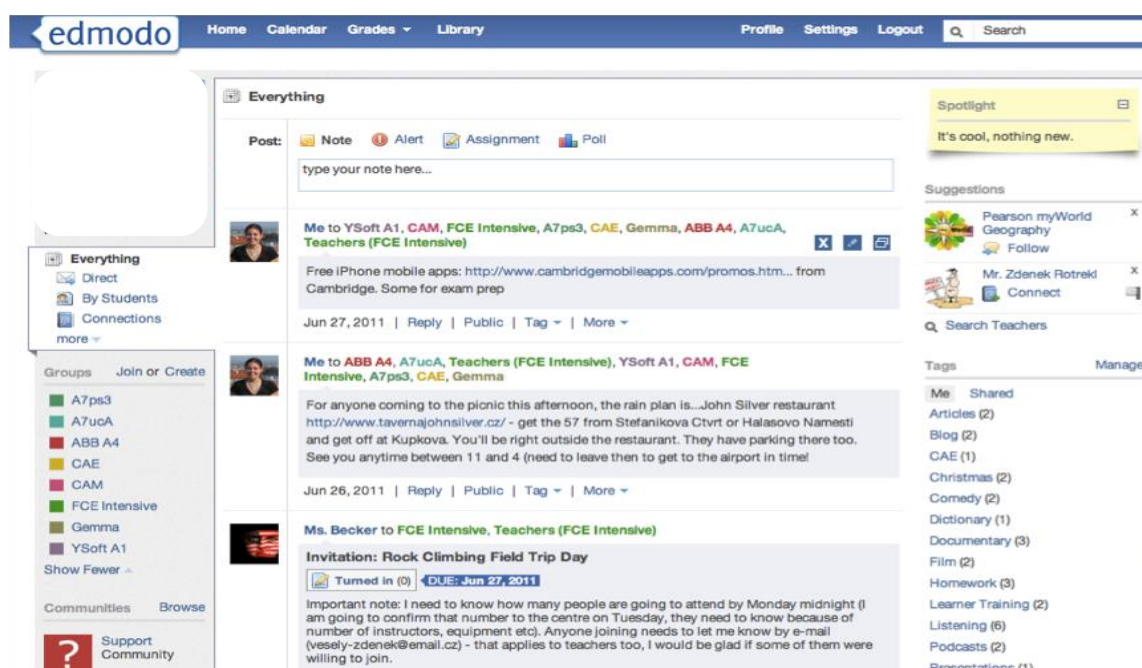 edmodo
Home Calendar Grades Library
Profile Settings Logout Search
Everything
Post: Note Alert Assignment Poll
type your note here...
Me to YSoft A1, CAM, FCE Intensive, A7ps3, CAE, Gemma, ABB A4, A7ucA,
Teachers (FCE Intensive)
Free iPhone mobile apps: http://www.cambridgemobileapps.com/promos.htm... from
Cambridge. Some for exam prep
Jun 27, 2011 | Reply | Public | Tag | More
Me to ABB A4, A7ucA, Teachers (FCE Intensive), YSoft A1, CAM, FCE
Intensive, A7ps3, CAE, Gemma
For anyone coming to the picnic this afternoon, the rain plan is...John Silver restaurant
http://www.tavernajohnsilver.cz/ - get the 57 from Stefanikova Ctvrt or Halasovo Namesti
and get off at Kupkova. You'll be right outside the restaurant. They have parking there too.
See you anytime between 11 and 4 (need to leave then to get to the airport in time!
Jun 26, 2011 | Reply | Public | Tag | More
Ms. Becker to FCE Intensive, Teachers (FCE Intensive)
Invitation: Rock Climbing Field Trip Day
Turned in (0) DUE: Jun 27, 2011
Important note: I need to know how many people are going to attend by Monday midnight (I
am going to confirm that number to the centre on Tuesday, they need to know because of
number of instructors, equipment etc). Anyone joining needs to let me know by e-mail
(vesely-zdenek@email.cz) - that applies to teachers too, I would be glad if some of them were
willing to join.
Everything
Direct
By Students
Connections
more
Groups Join or Create
A7ps3
A7ucA
ABB A4
CAE
CAM
FCE Intensive
Gemma
YSoft A1
Show Fewer
Communities Browse
?
Support
Community
Spotlight
It's cool, nothing new.
Suggestions
Pearson myWorld
Geography
Follow
Mr. Zdenek Rotrekl
Connect
Search Teachers
Tags Manage
Me Shared
Articles (2)
Blog (2)
CAE (1)
Christmas (2)
Comedy (2)
Dictionary (1)
Documentary (3)
Film (2)
Homework (3)
Learner Training (2)
Listening (6)
Podcasts (2)
Presentations (1)